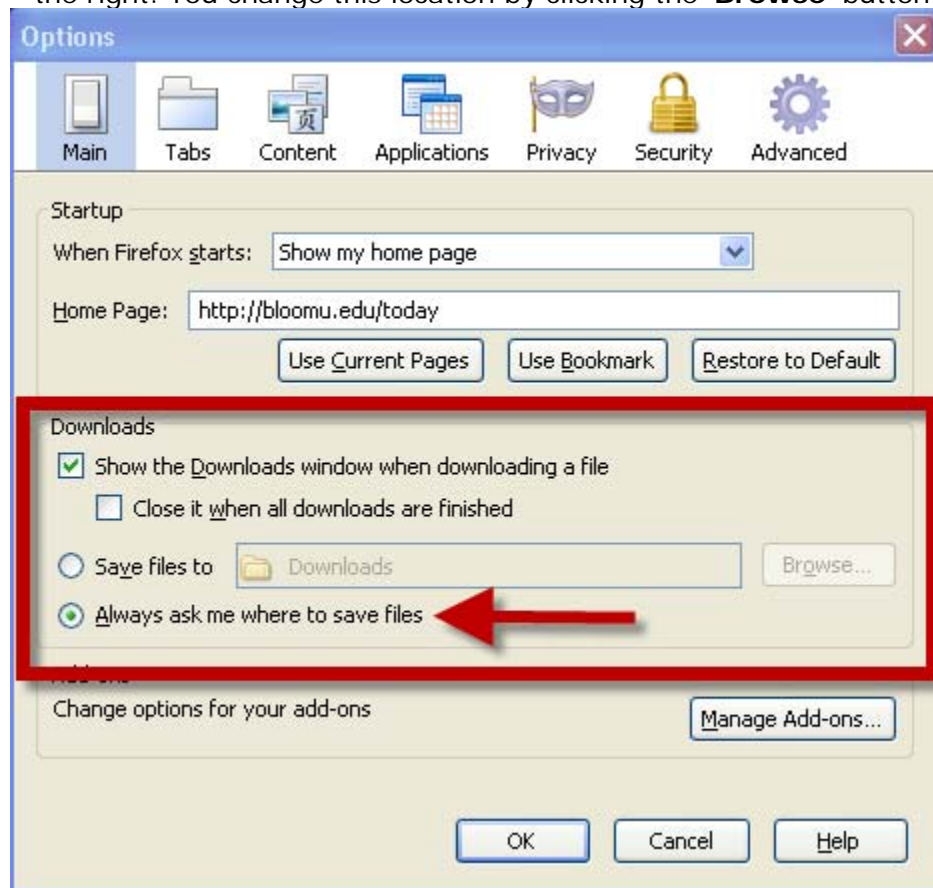 the right. You change this location by clicking the "Browse" button
Options
页
Main Tabs Content Applications Privacy Security Advanced
Startup
When Firefox starts: Show my home page
Home Page: http://bloomu.edu/today
Use Current Pages Use Bookmark Restore to Default
Downloads
Show the Downloads window when downloading a file
Close it when all downloads are finished
Save files to Downloads Browse...
Always ask me where to save files
Change options for your add-ons Manage Add-ons...
OK Cancel Help